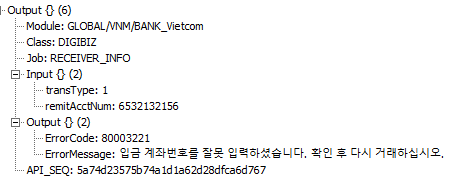 Output {} (6)
Module: GLOBAL/VNM/BANK_Vietcom
Class: DIGIBIZ
Job: RECEIVER_INFO
Input {} (2)
transType: 1
remitAcctNum: 6532132156
Output {} (2)
ErrorCode: 80003221
ErrorMessage: 입금 계좌번호를 잘못 입력하셨습니다. 확인 후 다시 거래하십시오.
API_SEQ: 5a74d23575b74a1d1a62d28dfca6d767